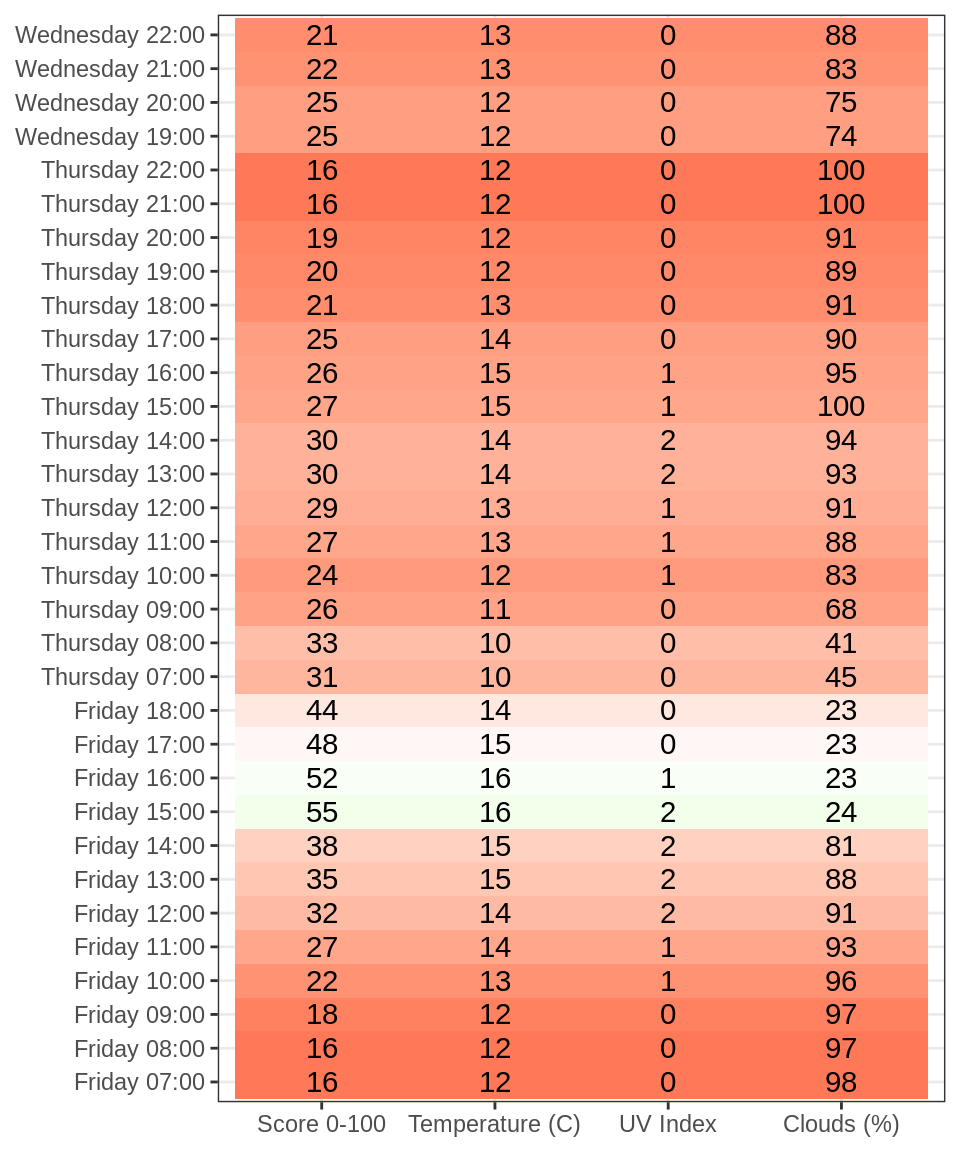 Wednesday 22:00 21 13 0 88
Wednesday 21:00 22 13 0 83
Wednesday 20:00 25 12 0 75
Wednesday 19:00 25 12 0 74
Thursday 22:00 16 12 0 100
Thursday 21:00 16 12 0 100
Thursday 20:00 19 12 0 91
Thursday 19:00 20 12 0 89
Thursday 18:00 21 13 0 91
Thursday 17:00 25 14 0 90
Thursday 16:00 26 15 1 95
Thursday 15:00 27 15 1 100
Thursday 14:00 30 14 2 94
Thursday 13:00 30 14 2 93
Thursday 12:00 29 13 1 91
Thursday 11:00 27 13 1 88
Thursday 10:00 24 12 1 83
Thursday 09:00 26 11 0 68
Thursday 08:00 33 10 0 41
Thursday 07:00 31 10 0 45
Friday 18:00 44 14 0 23
Friday 17:00 48 15 0 23
Friday 16:00 52 16 1 23
Friday 15:00 55 16 2 24
Friday 14:00 38 15 2 81
Friday 13:00 35 15 2 88
Friday 12:00 32 14 2 91
Friday 11:00 27 14 1 93
Friday 10:00 22 13 1 96
Friday 09:00 18 12 0 97
Friday 08:00 16 12 0 97
Friday 07:00 16 12 0 98
Score 0-100 Temperature (C) UV Index Clouds (%)